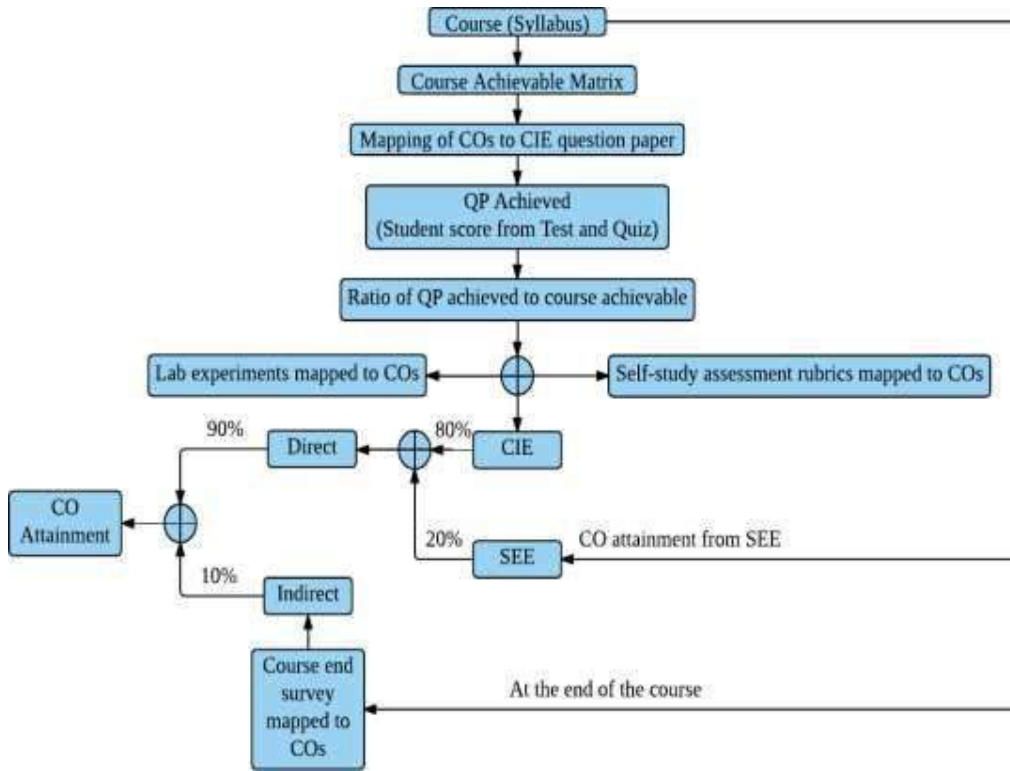 Course (Syllabus)
Course Achievable Matrix
Mapping of COs to CIE question paper
QP Achieved
(Student score from Test and Quiz)
Ratio of QP achieved to course achievable
Lab experiments mapped to COs
Self-study assessment rubrics mapped to COs
90%
Direct
80%
CIE
CO
Attainment
20%
SEE
CO attainment from SEE
10%
Indirect
Course end
survey
mapped to
COs
At the end of the course